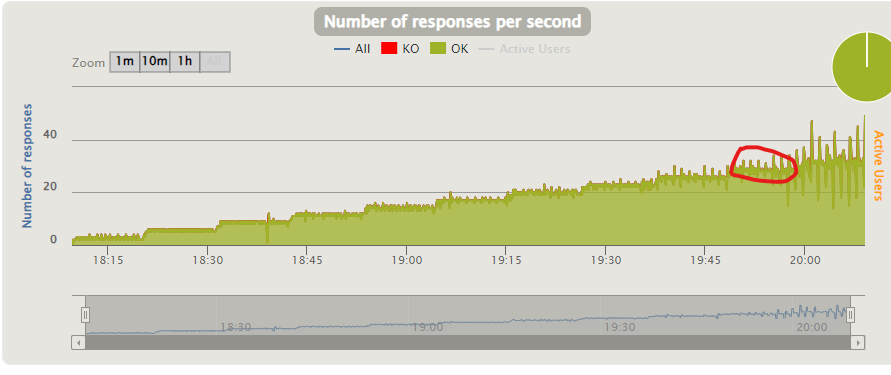 Number of responses per second
All KO OK Active Users
Zoom 1m 10m 1h All
Number of responses
40
20
0
Active Users
18:15 18:30 18:45 19:00 19:15 19:30 19:45 20:00
18:30 19:00 19:30 20:00